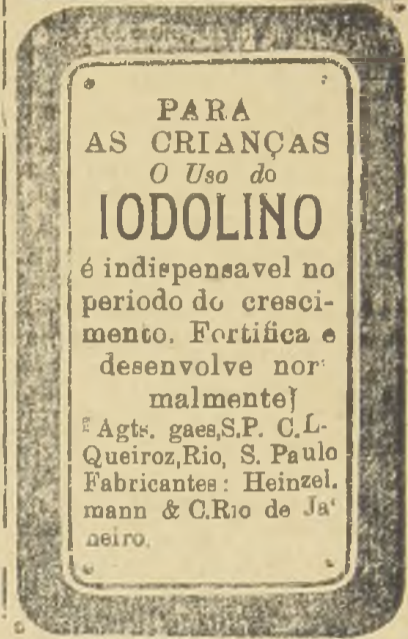 PARA
AS CRIANÇAS
O Uso do
IODOLINO
é indispensavel no
periodo do cresci-
mento. Fortifica e
desenvolve nor
malmente
Agts. gaes,S.P. C.L-
Queiroz,Rio, S. Paulo
Fabricantes: Heinzel.
mann & C.Rio de Ja
neiro.